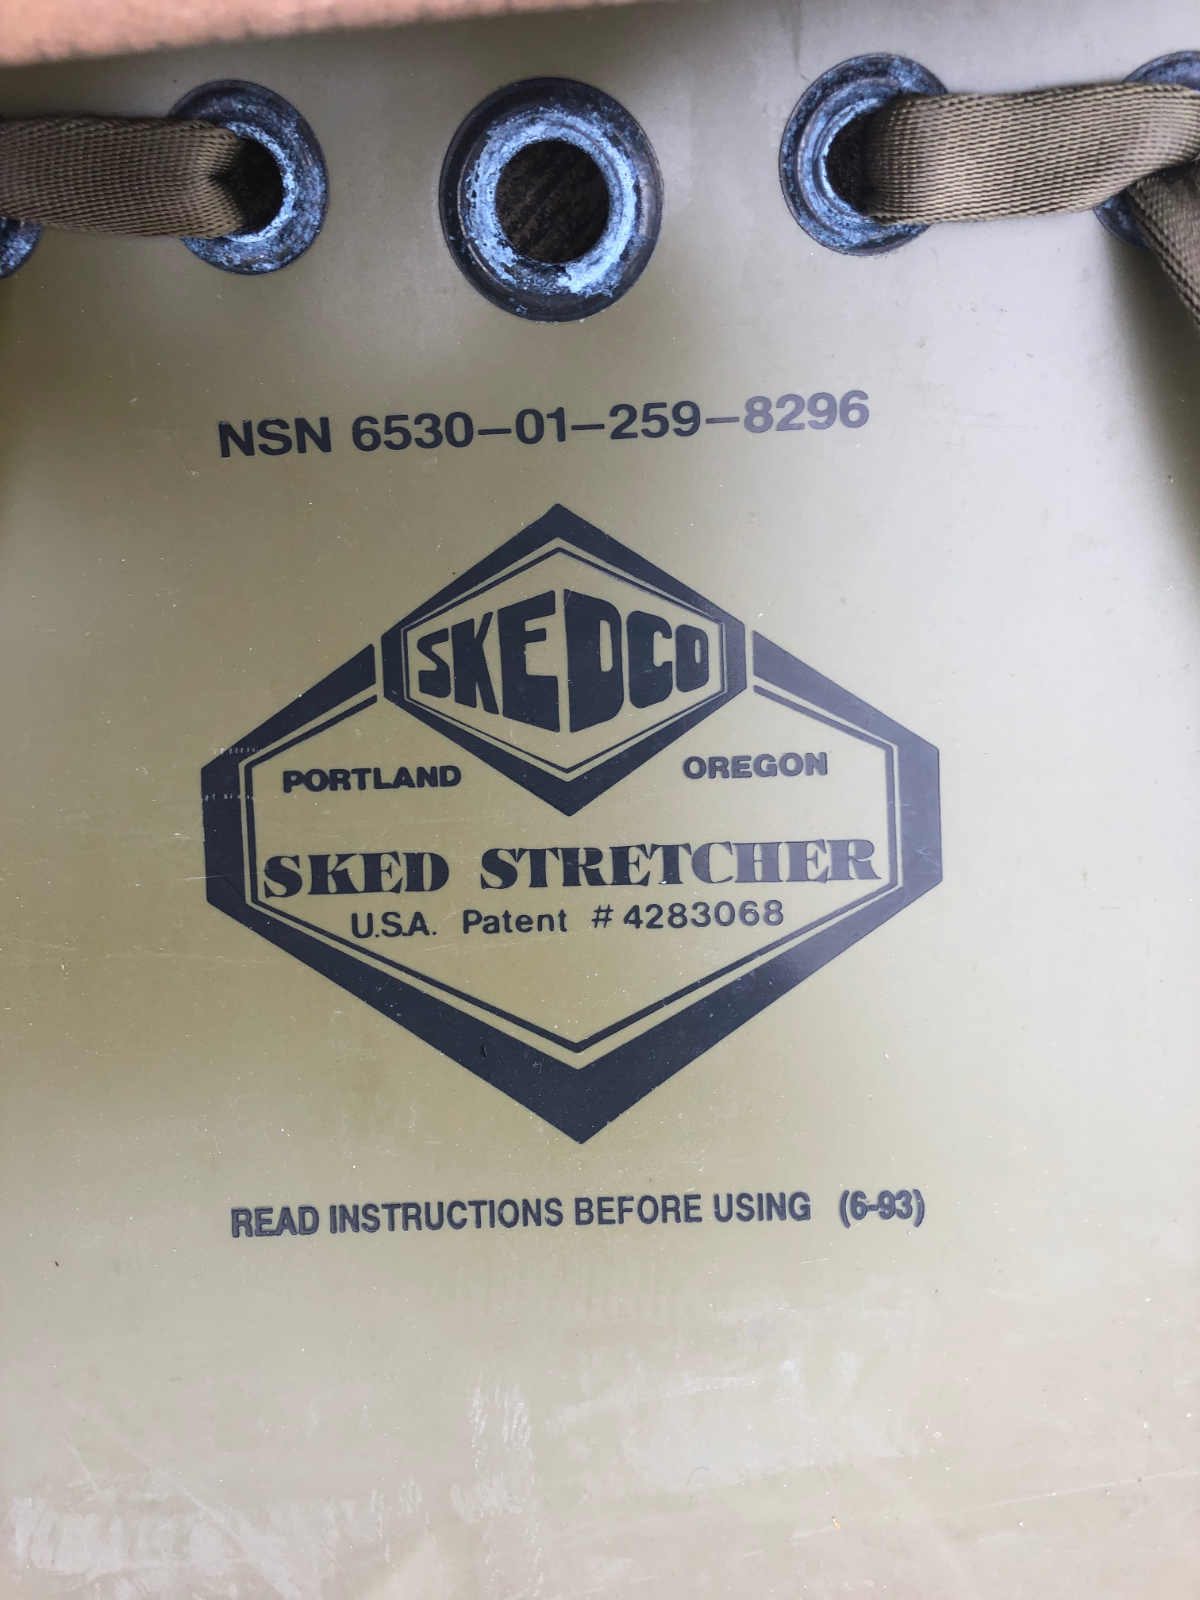 NSN 6530-01-259-8296
SKEDCO
PORTLAND OREGON
SKED STRETCHER
U.S.A. Patent #4283068
READ INSTRUCTIONS BEFORE USING (6-93)